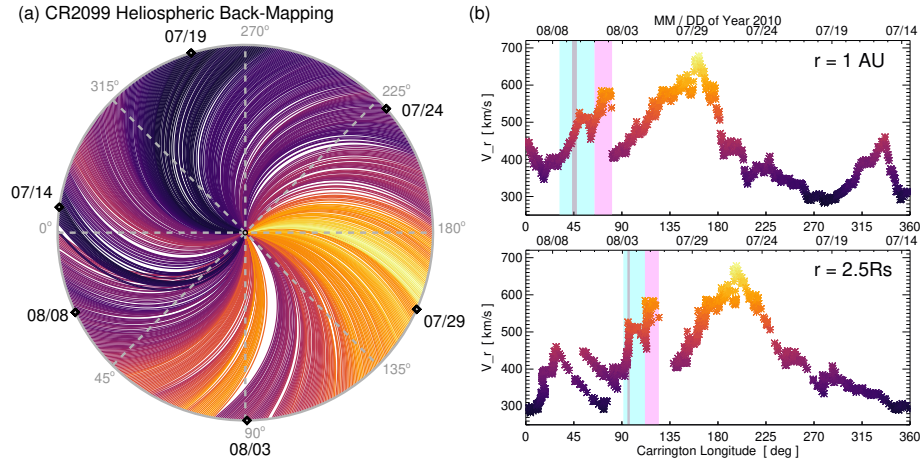 (a) CR2099 Heliospheric Back-Mapping
07/19
270°
315°
225°
07/24
07/14
0°
180°
08/08
07/29
45°
135°
90°
08/03
(b)
MM / DD of Year 2010
08/08 08/03 07/29 07/24 07/19 07/14
r = 1 AU
V_r [ km/s ]
700
600
500
400
300
0 45 90 135 180 225 270 315 360
08/08 08/03 07/29 07/24 07/19 07/14
r = 2.5Rs
V_r [ km/s ]
700
600
500
400
300
0 45 90 135 180 225 270 315 360
Carrington Longitude [ deg ]